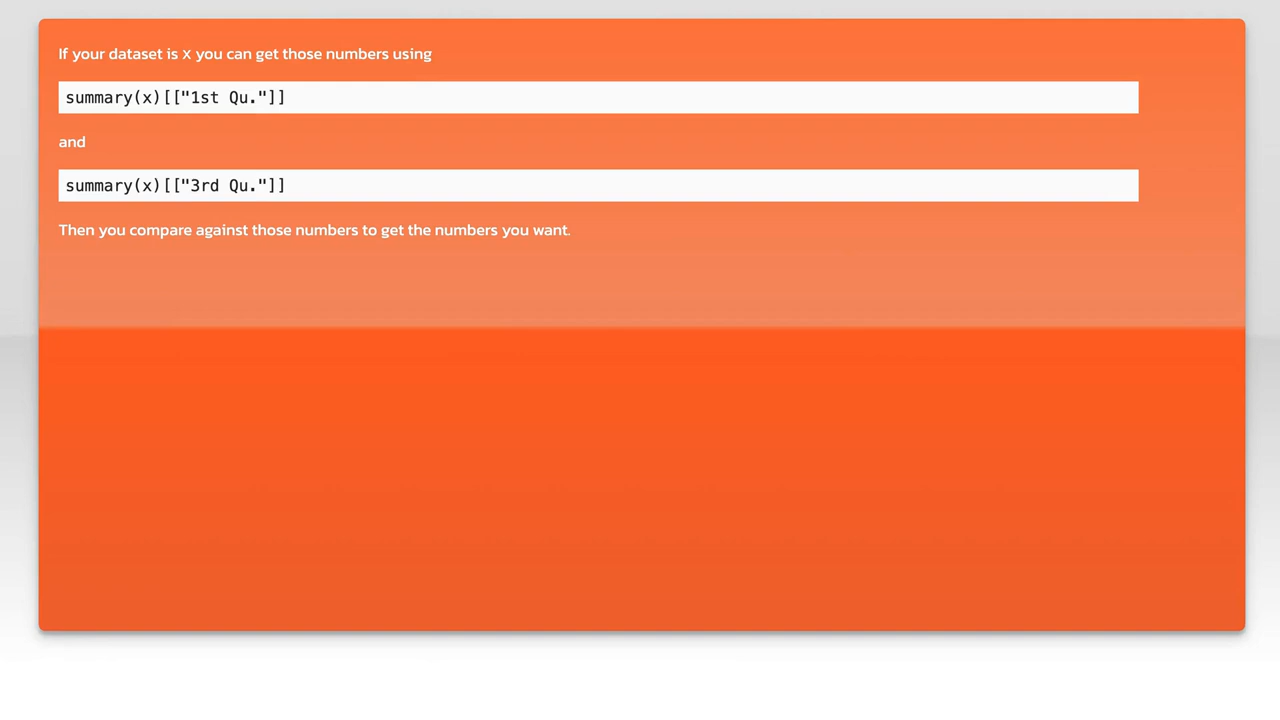 If your dataset is x you can get those numbers using
summary(x)[["1st Qu."]]
and
summary(x)[["3rd Qu."]]
Then you compare against those numbers to get the numbers you want.